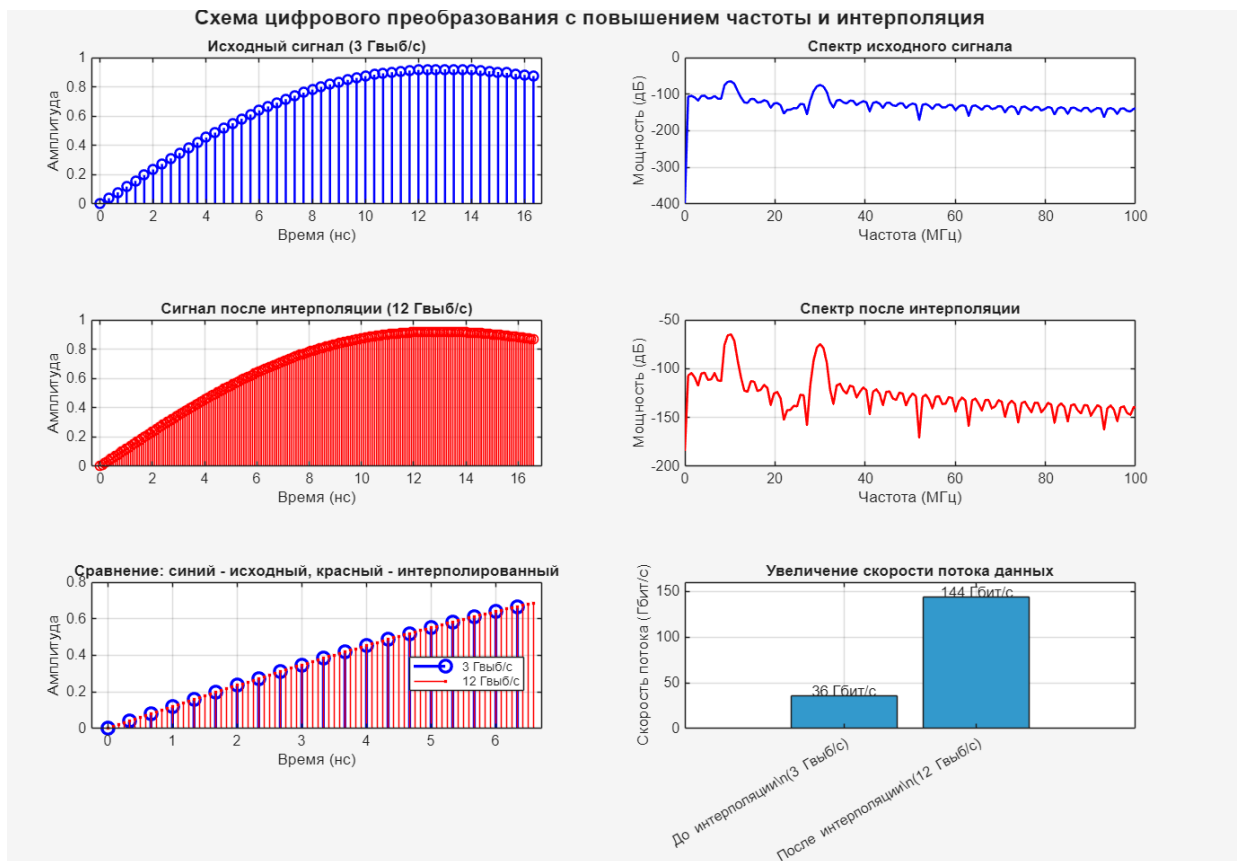 Схема цифрового преобразования с повышением частоты и интерполяция
Исходный сигнал (3 Гвыб/с)
Амплитуда
1
0.8
0.6
0.4
0.2
0
0 2 4 6 8 10 12 14 16
Время (нс)
Спектр исходного сигнала
Мощность (дБ)
0
-100
-200
-300
-400
0 20 40 60 80 100
Частота (МГц)
Сигнал после интерполяции (12 Гвыб/с)
Амплитуда
1
0.8
0.6
0.4
0.2
0
0 2 4 6 8 10 12 14 16
Время (нс)
Спектр после интерполяции
Мощность (дБ)
-50
-100
-150
-200
0 20 40 60 80 100
Частота (МГц)
Сравнение: синий - исходный, красный - интерполированный
Амплитуда
0.8
0.6
0.4
0.2
0
3 Гвыб/с
12 Гвыб/с
0 1 2 3 4 5 6
Время (нс)
Увеличение скорости потока данных
Скорость потока (Гбит/с)
150
100
50
0
144 Гбит/с
36 Гбит/с
До интерполяции\n(3 Гвыб/с)
После интерполяции\n(12 Гвыб/с)